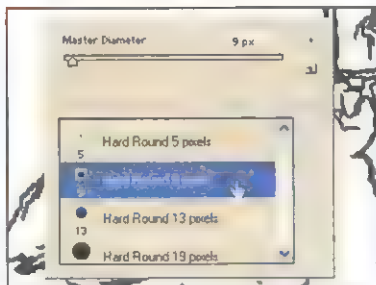 Master Diameter 9 px
Hard Round 5 pixels
5
Hard Round 13 pixels
13
Hard Round 19 pixels